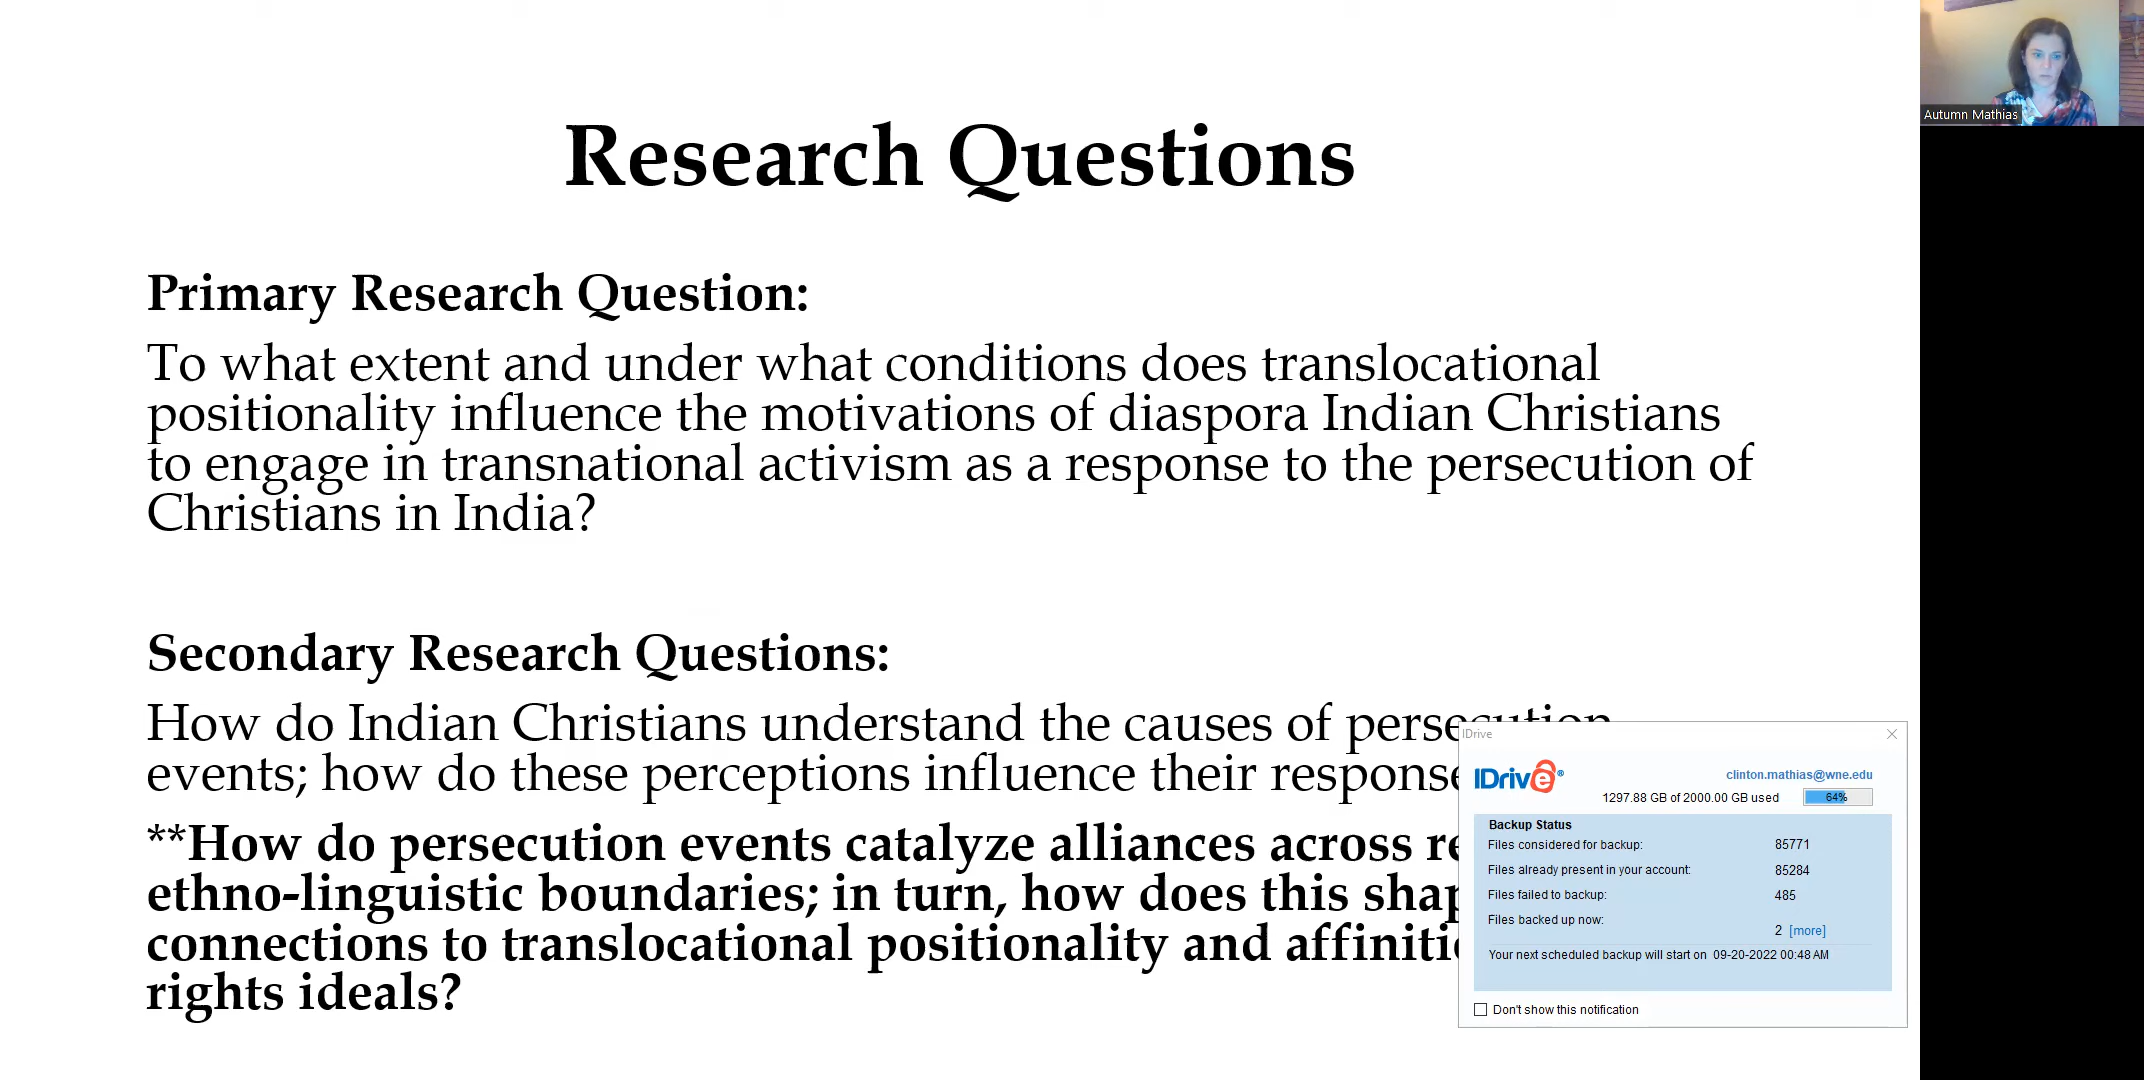 Research Questions
Primary Research Question:
To what extent and under what conditions does translocational
positionality influence the motivations of diaspora Indian Christians
to engage in transnational activism as a response to the persecution of
Christians in India?
Secondary Research Questions:
How do Indian Christians understand the causes of persecution
events; how do these perceptions influence their
**How do persecution events catalyze alliances across
ethno-linguistic boundaries; in turn, how does this
connections to translocational positionality and
rights ideals?
Autumn Mathias
IDrive
IDrive®
clinton.mathias@wne.edu
1297.88 GB of 2000.00 GB used 64%
Backup Status
Files considered for backup: 85771
Files already present in your account: 85284
Files failed to backup: 485
Files backed up now: 2 [more]
Your next scheduled backup will start on 09-20-2022 00:48 AM
Don't show this notification